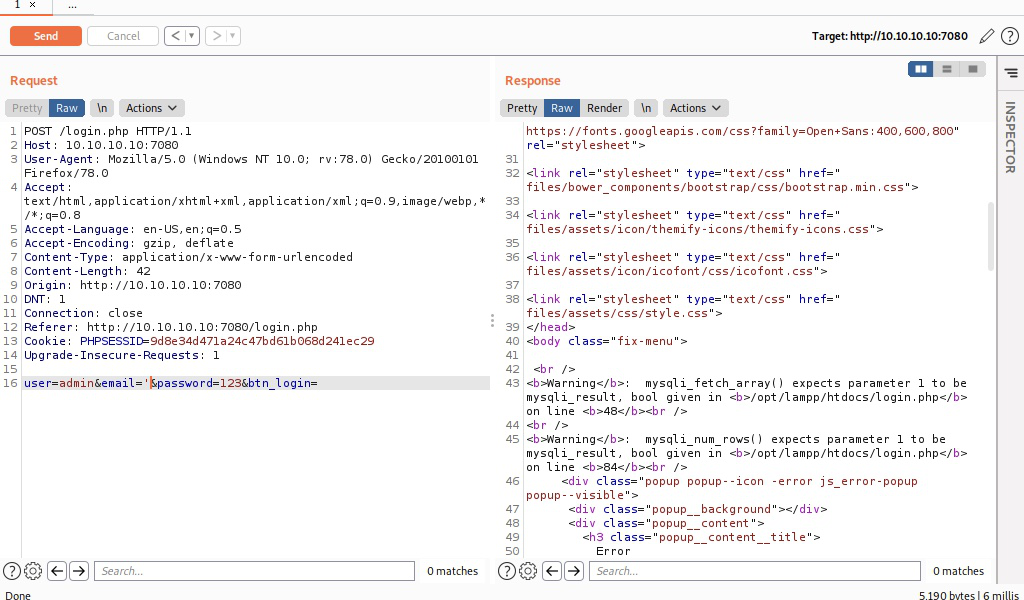 1 ×
...
Send
Cancel
< ▾
> ▾
Target: http://10.10.10.10:7080
?
Request
Pretty
Raw
\n
Actions
1 POST /login.php HTTP/1.1
2 Host: 10.10.10.10:7080
3 User-Agent: Mozilla/5.0 (Windows NT 10.0; rv:78.0) Gecko/20100101
Firefox/78.0
4 Accept:
text/html,application/xhtml+xml,application/xml;q=0.9,image/webp,*
/*;q=0.8
5 Accept-Language: en-US,en;q=0.5
6 Accept-Encoding: gzip, deflate
7 Content-Type: application/x-www-form-urlencoded
8 Content-Length: 42
9 Origin: http://10.10.10.10:7080
10 DNT: 1
11 Connection: close
12 Referer: http://10.10.10.10:7080/login.php
13 Cookie: PHPSESSID=9d8e34d471a24c47bd61b068d241ec29
14 Upgrade-Insecure-Requests: 1
15
16 user=admin&email='&password=123&btn_login=
? Search...
0 matches
Response
Pretty
Raw
Render
\n
Actions
https://fonts.googleapis.com/css?family=Open+Sans:400,600,800"
rel="stylesheet">
31
32 <link rel="stylesheet" type="text/css" href="
files/bower_components/bootstrap/css/bootstrap.min.css">
33
34 <link rel="stylesheet" type="text/css" href="
files/assets/icon/themify-icons/themify-icons.css">
35
36 <link rel="stylesheet" type="text/css" href="
files/assets/icon/icofont/css/icofont.css">
37
38 <link rel="stylesheet" type="text/css" href="
files/assets/css/style.css">
39 </head>
40 <body class="fix-menu">
41
42 <br />
43 <b>Warning</b>:  mysqli_fetch_array() expects parameter 1 to be
mysqli_result, bool given in <b>/opt/lampp/htdocs/login.php</b>
on line <b>48</b><br />
44 <br />
45 <b>Warning</b>:  mysqli_num_rows() expects parameter 1 to be
mysqli_result, bool given in <b>/opt/lampp/htdocs/login.php</b>
on line <b>84</b><br />
46 <div class="popup popup--icon -error js_error-popup
popup--visible">
47 <div class="popup__background"></div>
48 <div class="popup__content">
49 <h3 class="popup__content__title">
50 Error
? Search...
0 matches
INSPECTOR
Done
5,190 bytes | 6 millis